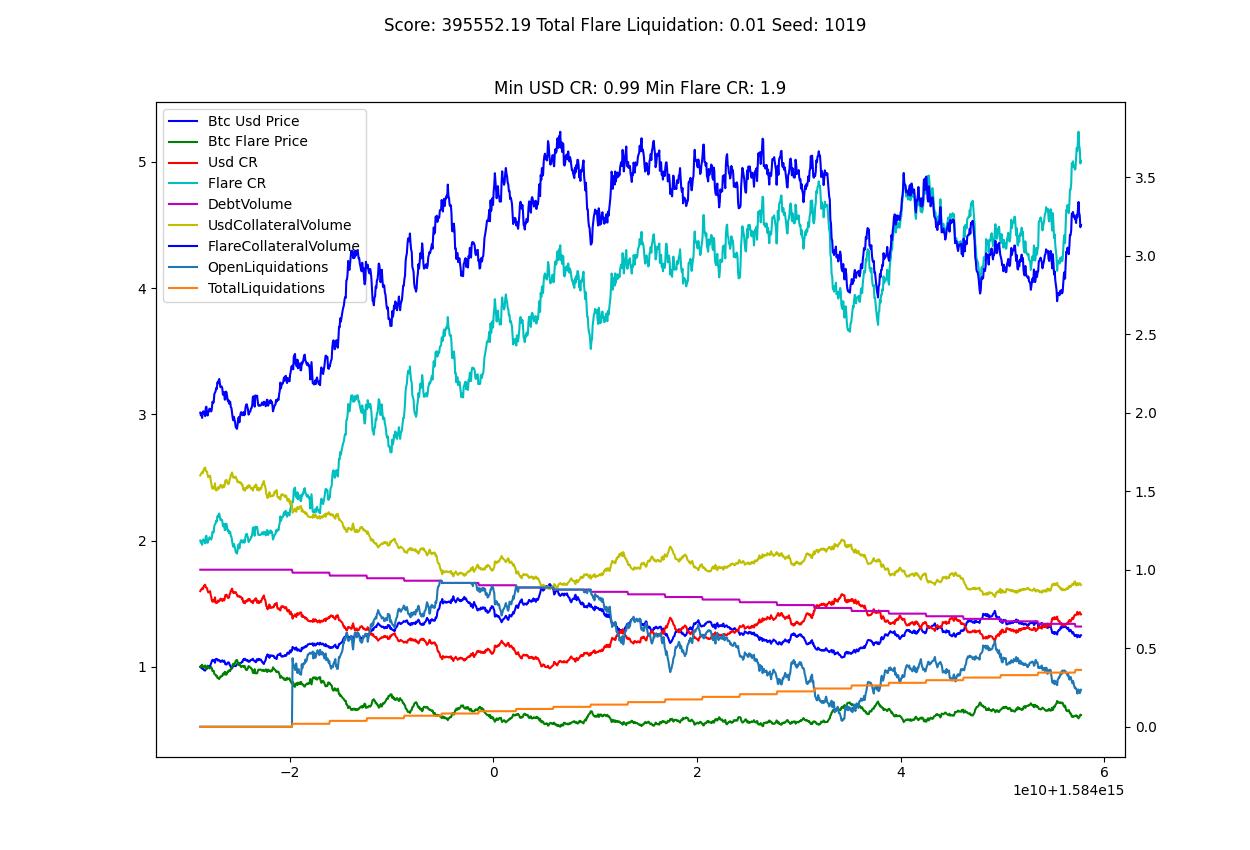 Score: 395552.19 Total Flare Liquidation: 0.01 Seed: 1019
Min USD CR: 0.99 Min Flare CR: 1.9
Btc Usd Price
Btc Flare Price
Usd CR
Flare CR
DebtVolume
UsdCollateralVolume
FlareCollateralVolume
OpenLiquidations
TotalLiquidations
5
4
3
2
1
3.5
3.0
2.5
2.0
1.5
1.0
0.5
0.0
−2 0 2 4 6
1e10+1.584e15